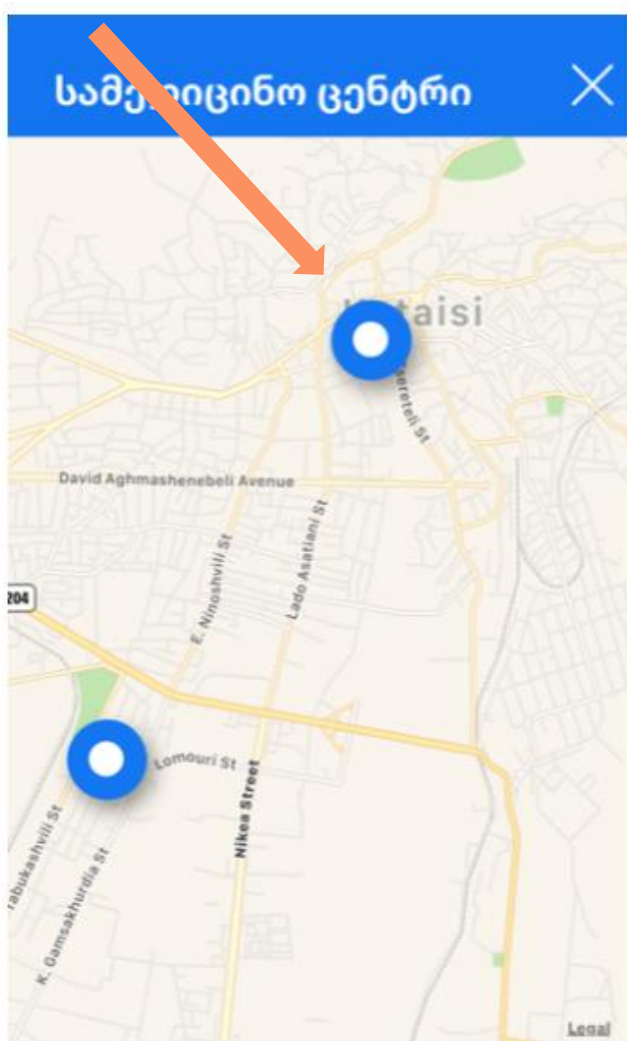 ცენტრი
David Aghmashenebeli Avenue
E. Ninoshvili St
Lado Asatiani St
204
Lomouri St
Nikea Street
K. Gamsakhurdia St
Legal